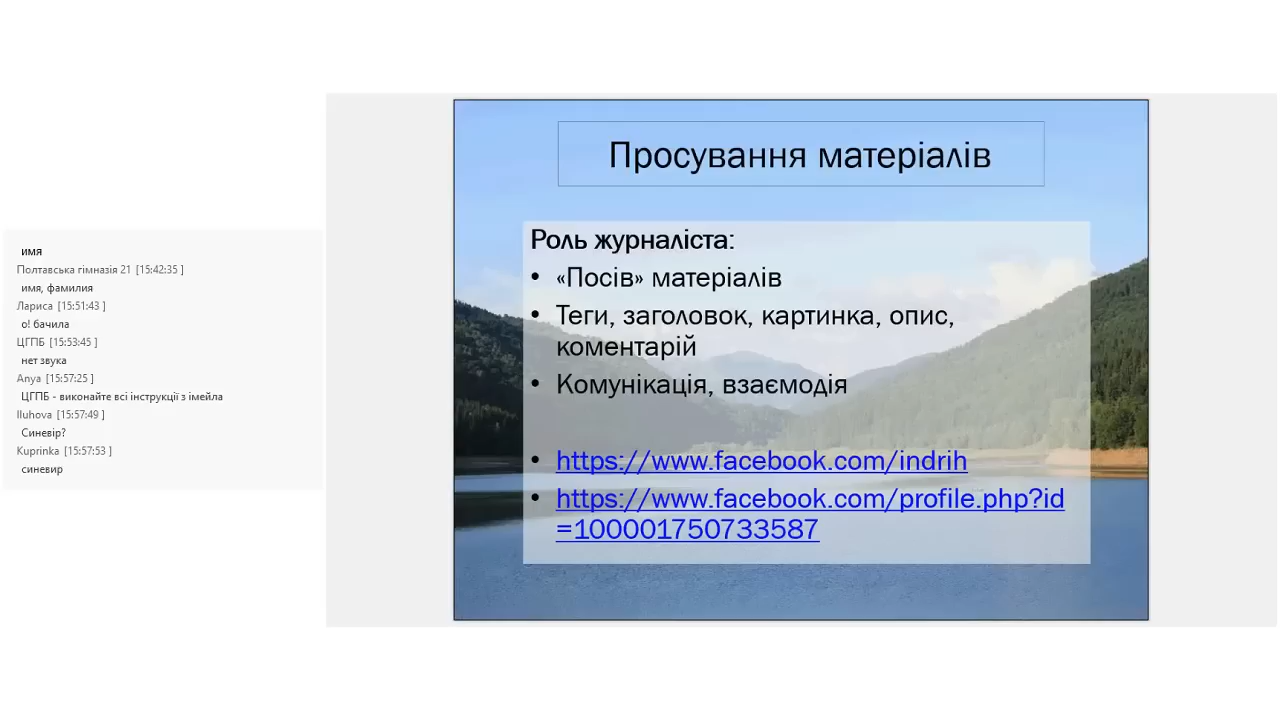 имя
Полтавська гімназія 21 [15:42:35 ]
имя, фамилия
Лариса [15:51:43 ]
о! бачила
ЦГПБ [15:53:45 ]
нет звука
Anya [15:57:25 ]
ЦГПБ - виконайте всі інструкції з імейла
Iluhova [15:57:49 ]
Синевір?
Kuprinka [15:57:53 ]
синевир
Просування матеріалів
Роль журналіста:
• «Посів» матеріалів
• Теги, заголовок, картинка, опис,
коментарій
• Комунікація, взаємодія
• https://www.facebook.com/indrih
• https://www.facebook.com/profile.php?id
=100001750733587